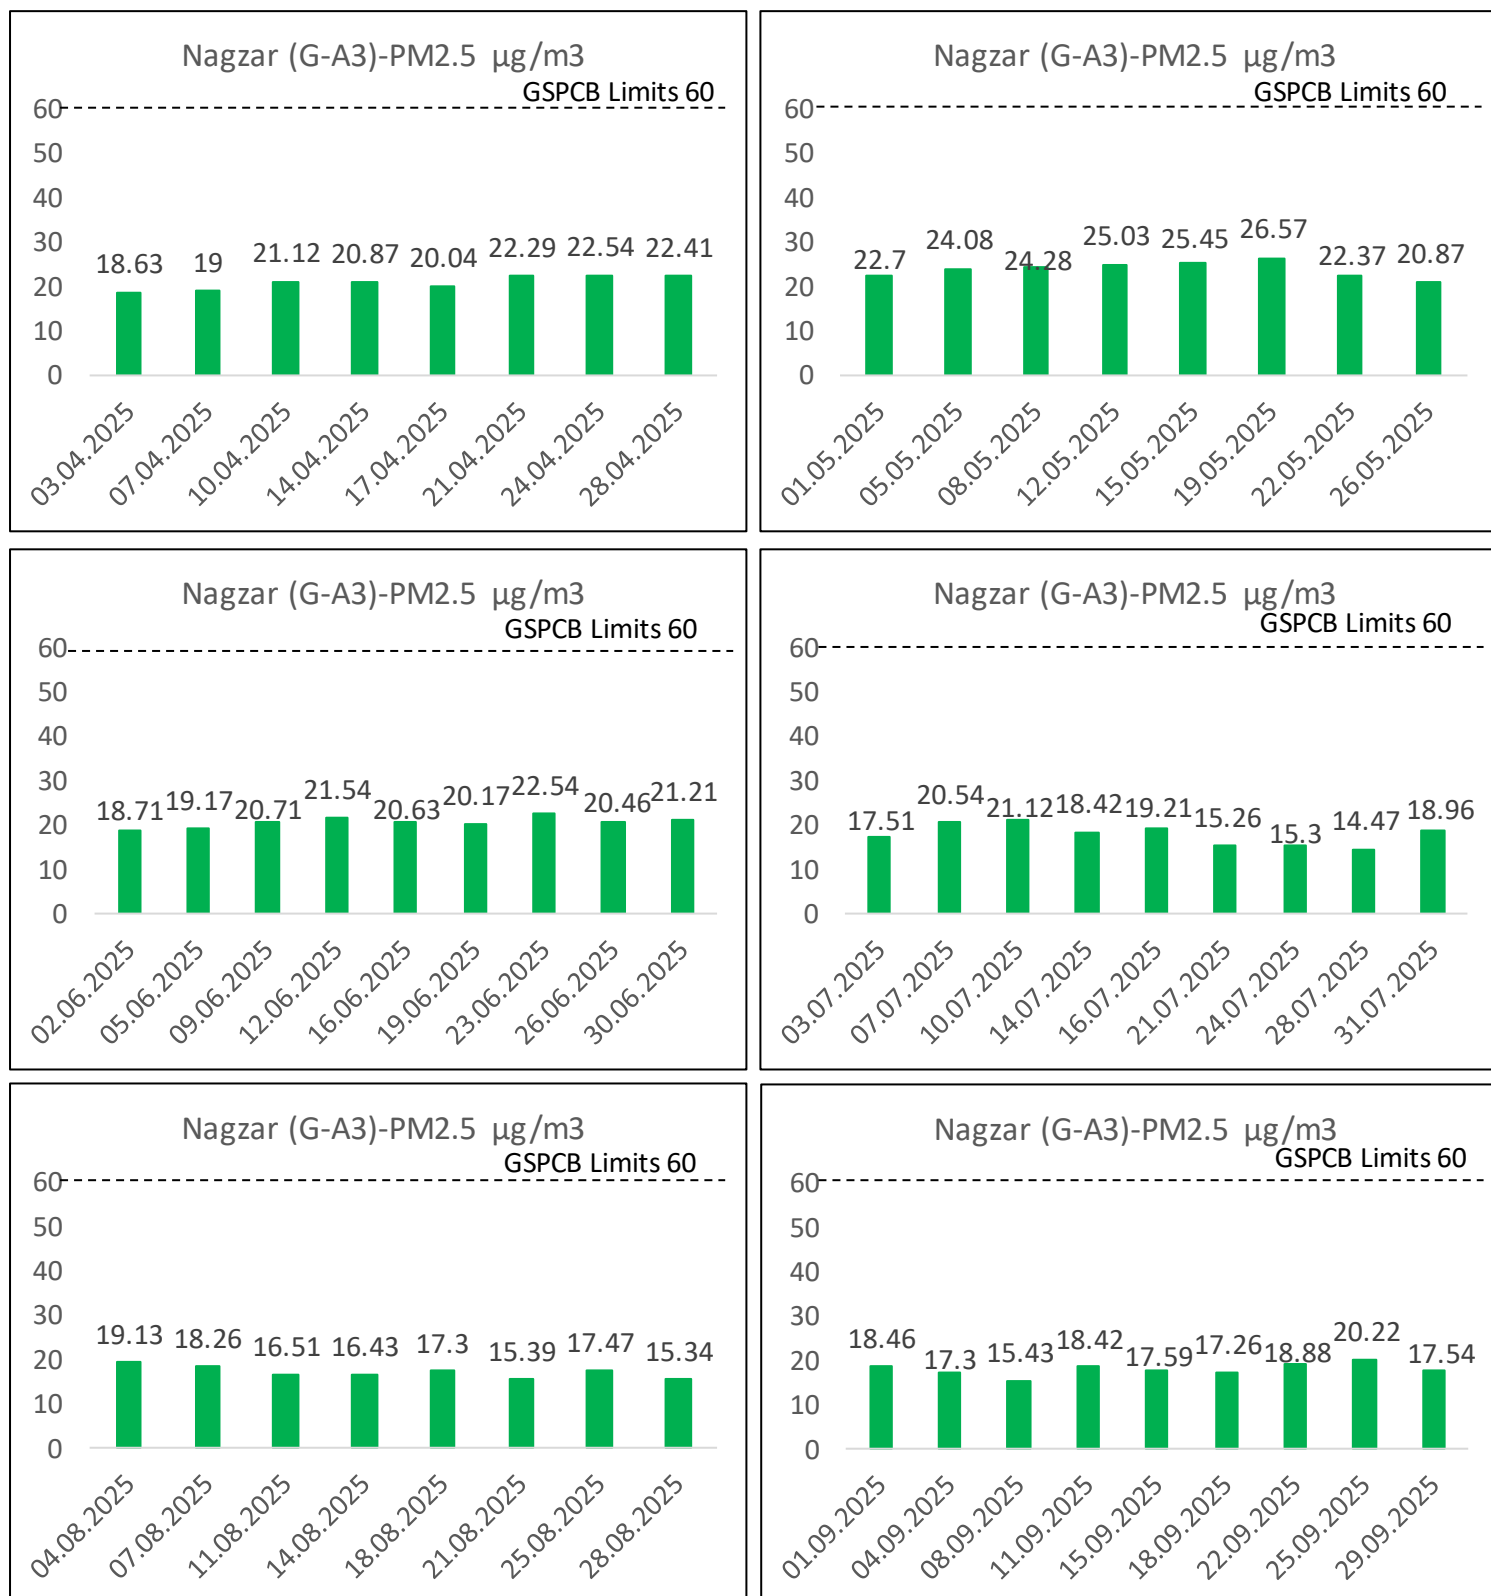 Nagzar (G-A3)-PM2.5 µg/m3
GSPCB Limits 60
60
50
40
30
20
10
0
18.63 19 21.12 20.87 20.04 22.29 22.54 22.41
03.04.2025 07.04.2025 10.04.2025 14.04.2025 17.04.2025 21.04.2025 24.04.2025 28.04.2025
Nagzar (G-A3)-PM2.5 µg/m3
GSPCB Limits 60
60
50
40
30
20
10
0
22.7 24.08 24.28 25.03 25.45 26.57 22.37 20.87
01.05.2025 05.05.2025 08.05.2025 12.05.2025 15.05.2025 19.05.2025 22.05.2025 26.05.2025
Nagzar (G-A3)-PM2.5 µg/m3
GSPCB Limits 60
60
50
40
30
20
10
0
18.71 19.17 20.71 21.54 20.63 20.17 22.54 20.46 21.21
02.06.2025 05.06.2025 09.06.2025 12.06.2025 16.06.2025 19.06.2025 23.06.2025 26.06.2025 30.06.2025
Nagzar (G-A3)-PM2.5 µg/m3
GSPCB Limits 60
60
50
40
30
20
10
0
17.51 20.54 21.12 18.42 19.21 15.26 15.3 14.47 18.96
03.07.2025 07.07.2025 10.07.2025 14.07.2025 16.07.2025 21.07.2025 24.07.2025 28.07.2025 31.07.2025
Nagzar (G-A3)-PM2.5 µg/m3
GSPCB Limits 60
60
50
40
30
20
10
0
19.13 18.26 16.51 16.43 17.3 15.39 17.47 15.34
04.08.2025 07.08.2025 11.08.2025 14.08.2025 18.08.2025 21.08.2025 25.08.2025 28.08.2025
Nagzar (G-A3)-PM2.5 µg/m3
GSPCB Limits 60
60
50
40
30
20
10
0
18.46 17.3 15.43 18.42 17.59 17.26 18.88 20.22 17.54
01.09.2025 04.09.2025 08.09.2025 11.09.2025 15.09.2025 18.09.2025 22.09.2025 25.09.2025 29.09.2025